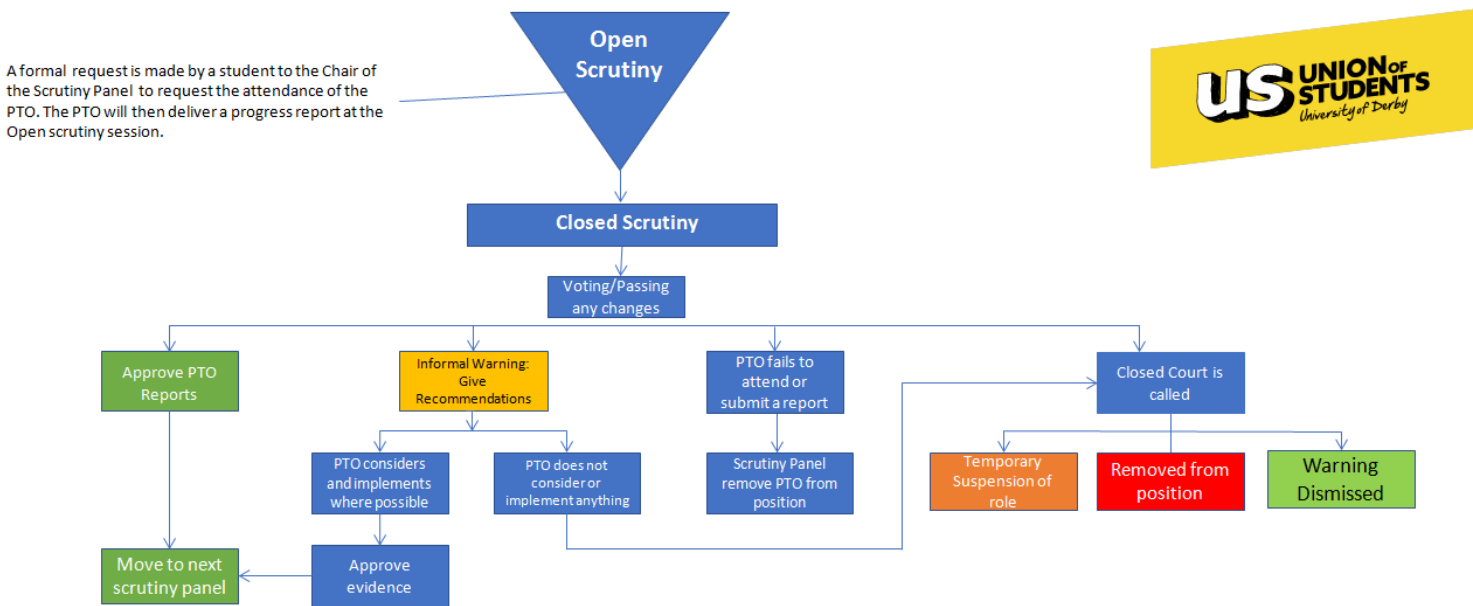 Open
Scrutiny
A formal request is made by a student to the Chair of
the Scrutiny Panel to request the attendance of the
PTO. The PTO will then deliver a progress report at the
Open scrutiny session.
US UNION OF
STUDENTS
University of Derby
Closed Scrutiny
Voting/Passing
any changes
Approve PTO
Reports
Informal Warning:
Give
Recommendations
PTO fails to
attend or
submit a report
Closed Court is
called
PTO considers
and implements
where possible
PTO does not
consider or
implement anything
Scrutiny Panel
remove PTO from
position
Temporary
Suspension of
role
Removed from
position
Warning
Dismissed
Move to next
scrutiny panel
Approve
evidence